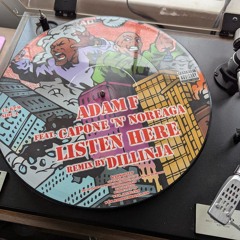 ADAM F
FEAT CAPONE 'N' NOREAGA
LISTEN HERE
REMIX BY DILLINJA